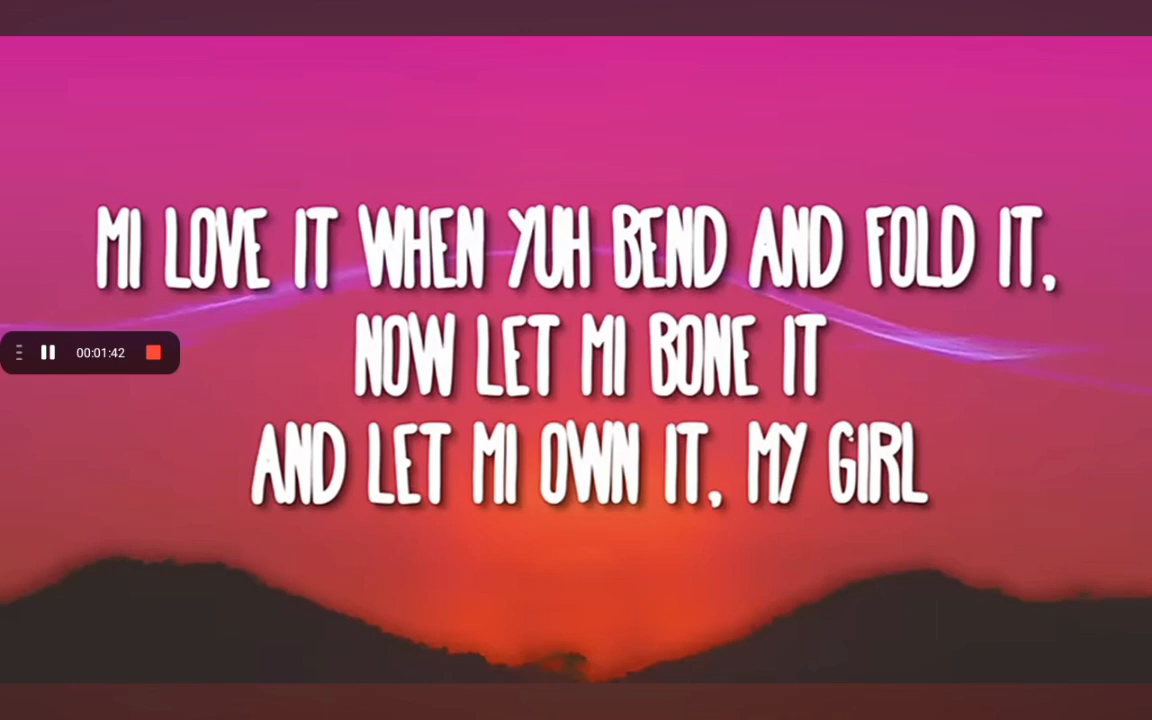 MI LOVE IT WHEN YUH BEND AND FOLD IT,
NOW LET MI BONE IT
00:01:42
AND LET MI OWN IT, MY GIRL